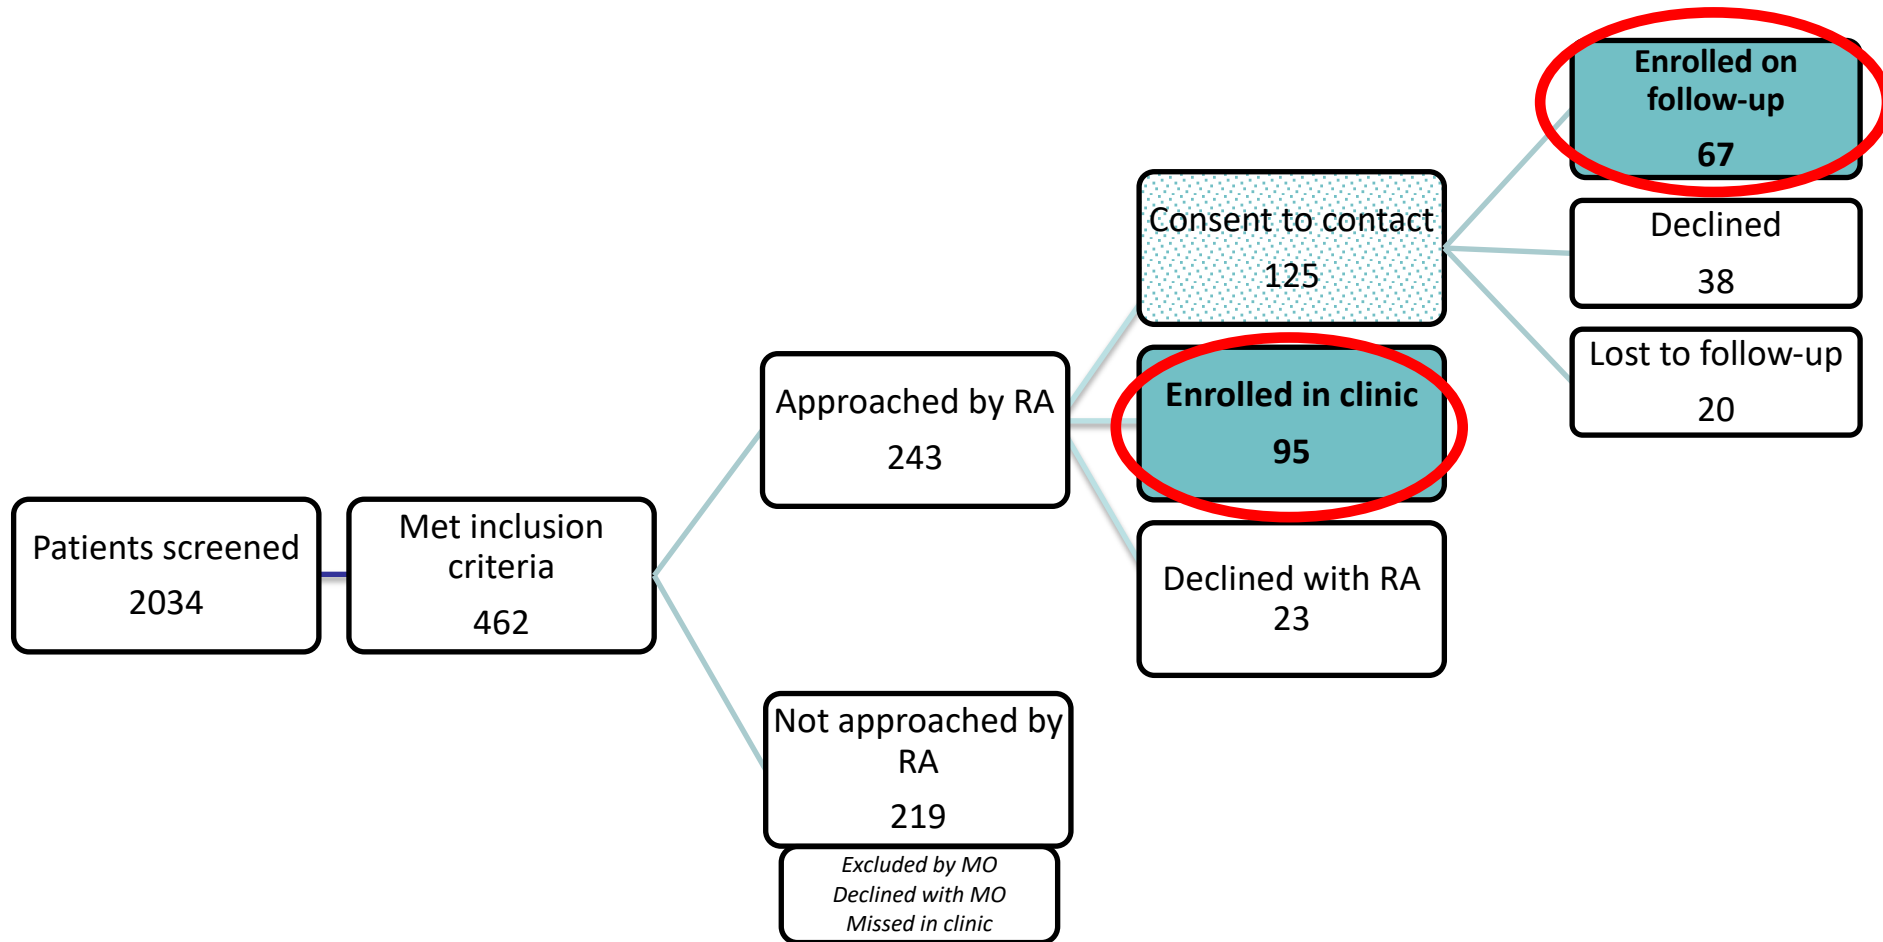 Patients screened
2034
Met inclusion
criteria
462
Approached by RA
243
Not approached by
RA
219
Excluded by MO
Declined with MO
Missed in clinic
Consent to contact
125
Enrolled in clinic
95
Declined with RA
23
Enrolled on
follow-up
67
Declined
38
Lost to follow-up
20